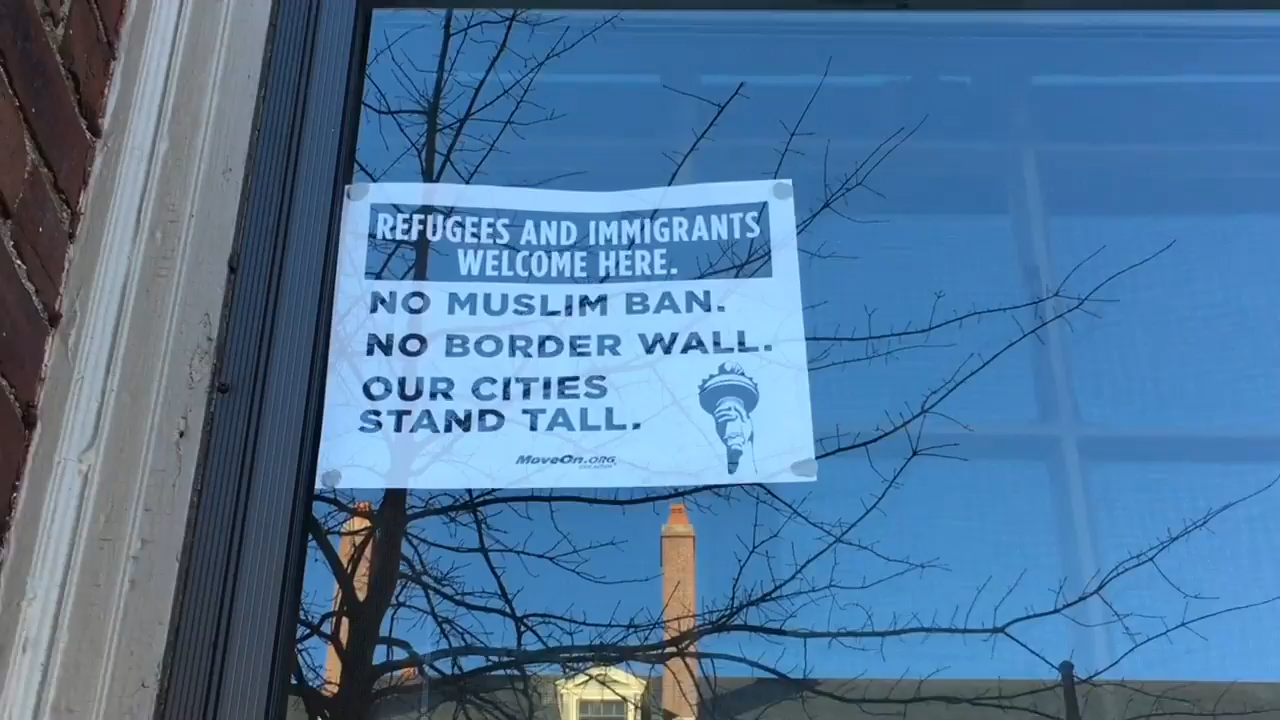 REFUGEES AND IMMIGRANTS
WELCOME HERE.
NO MUSLIM BAN.
NO BORDER WALL.
OUR CITIES
STAND TALL.
MoveOn.ORG